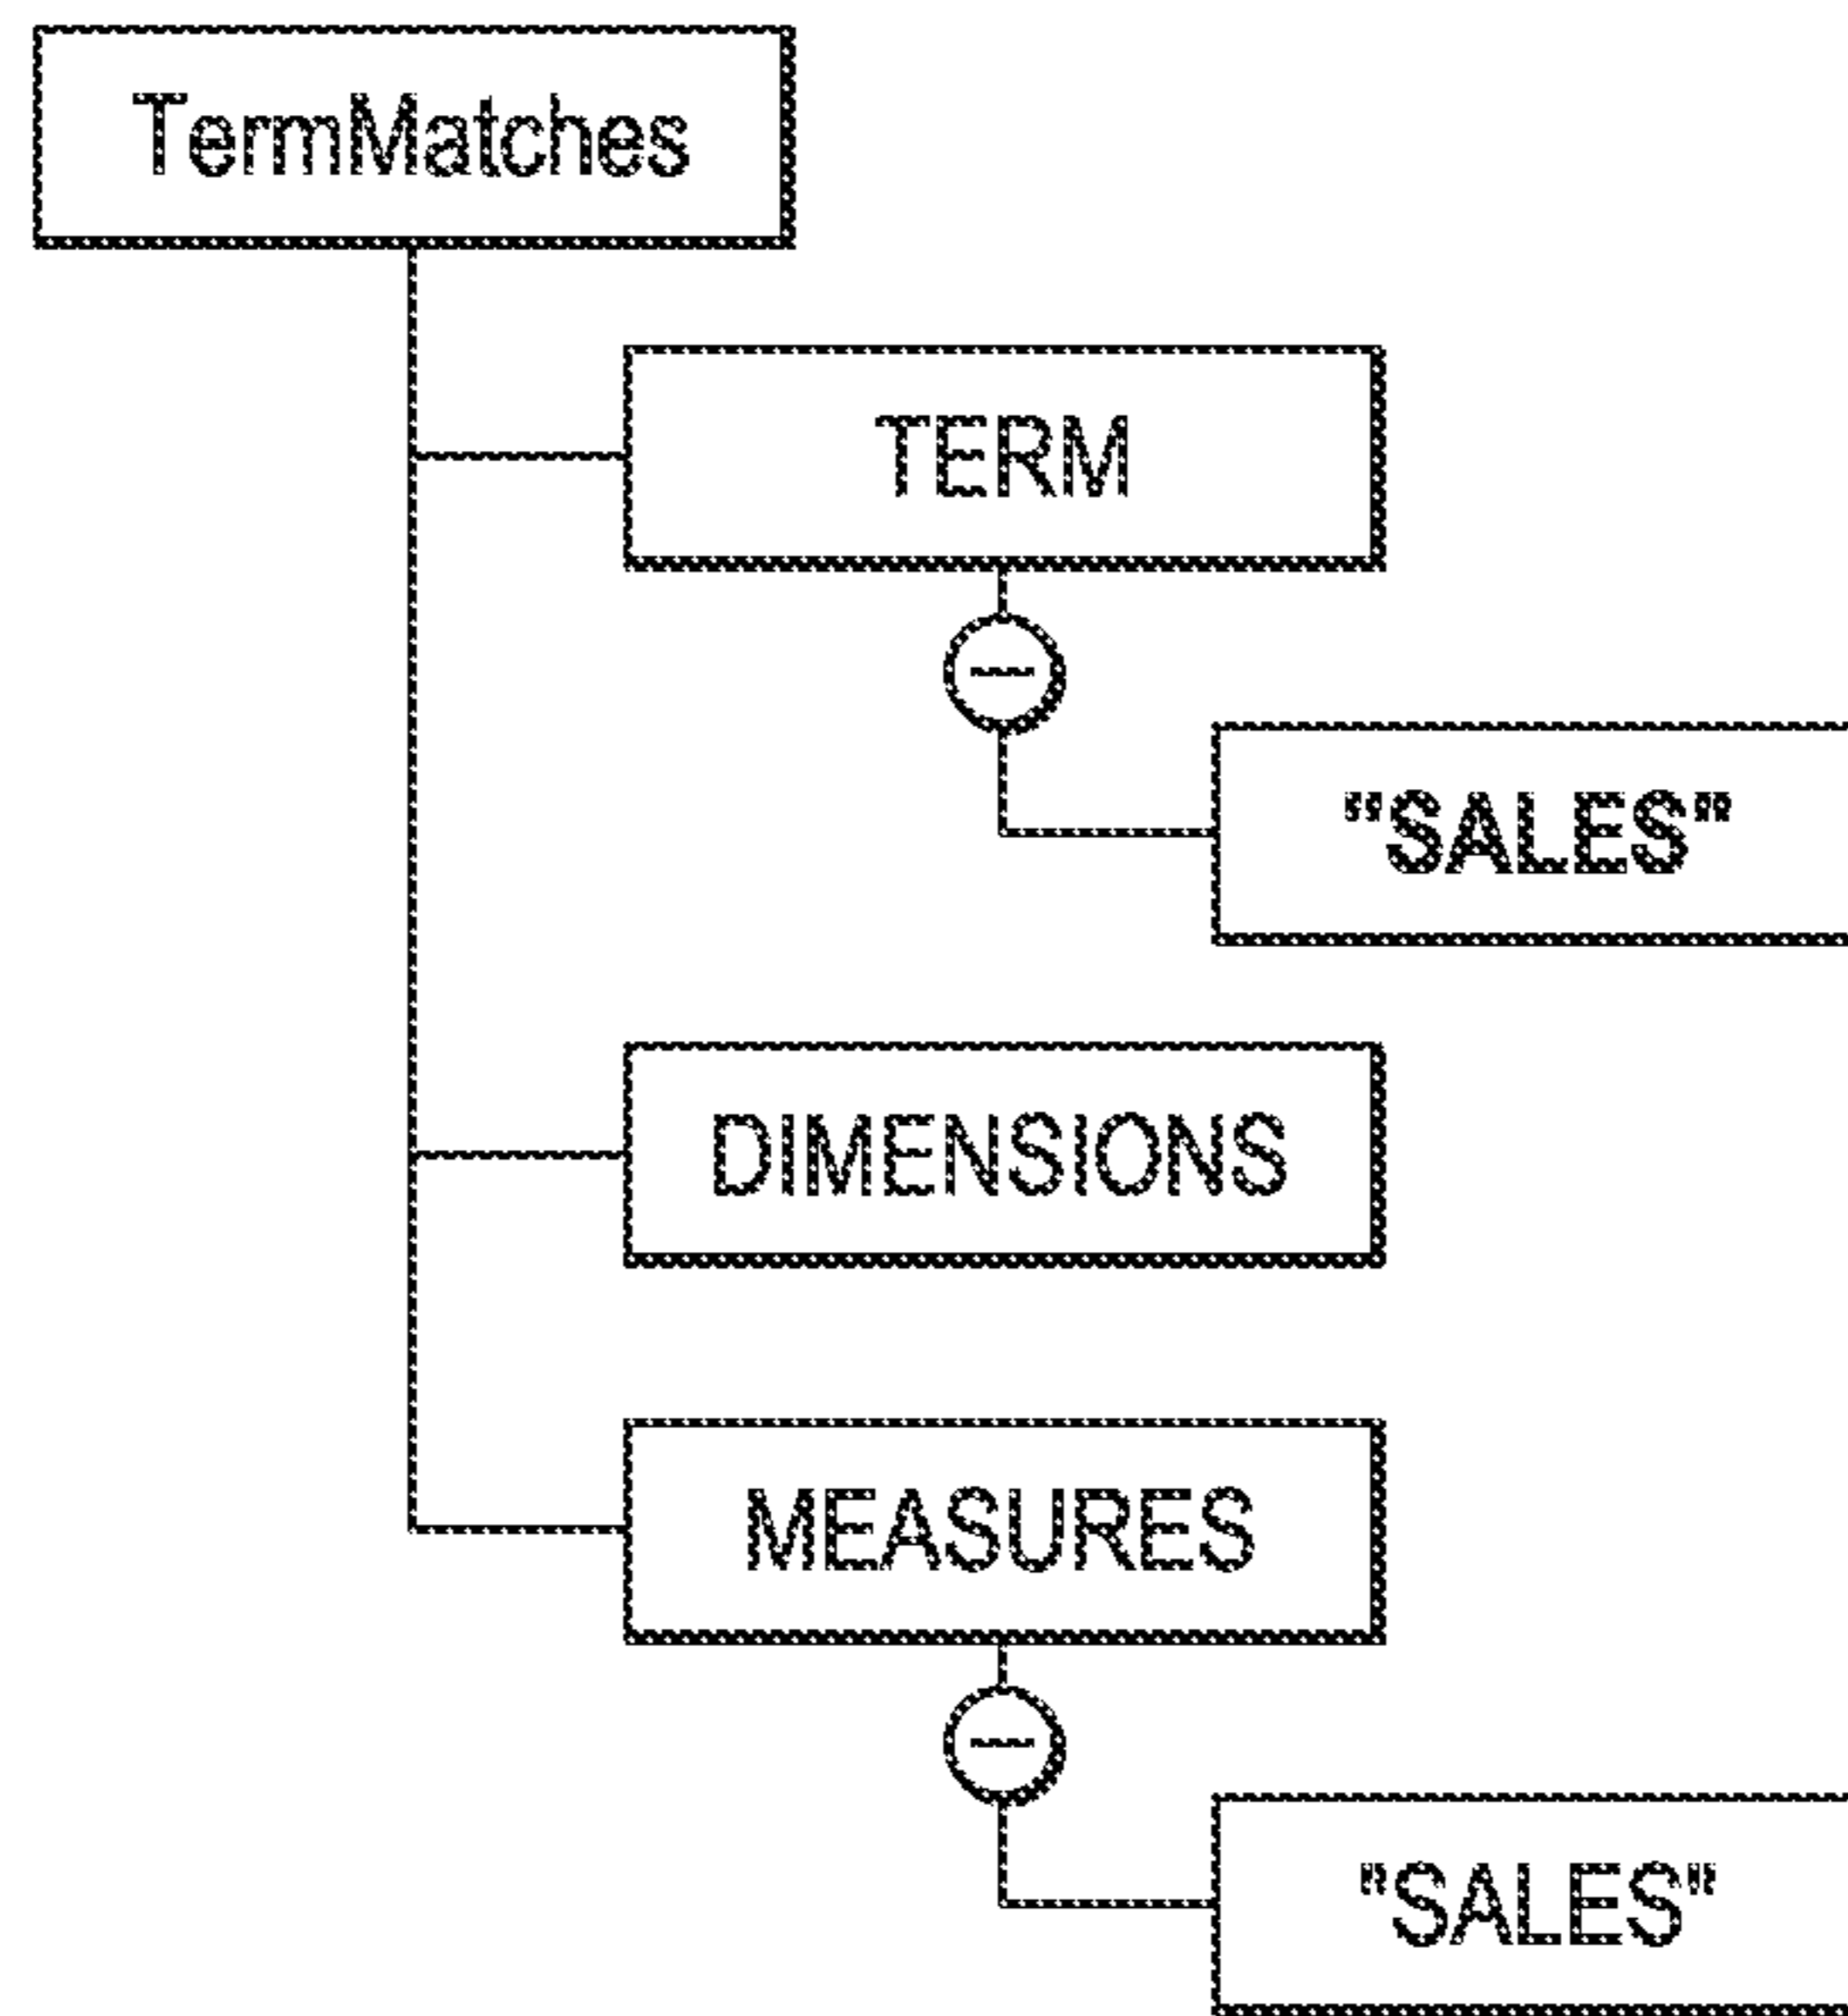 TermMatches
TERM
"SALES"
DIMENSIONS
MEASURES
"SALES"